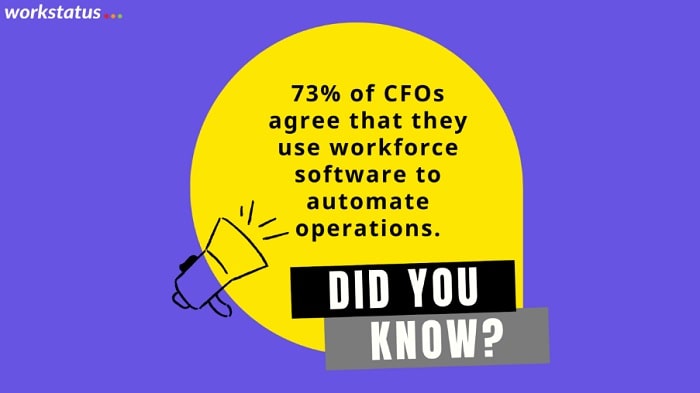 workstatus...
73% of CFOs
agree that they
use workforce
software to
automate
operations.
DID YOU
KNOW?